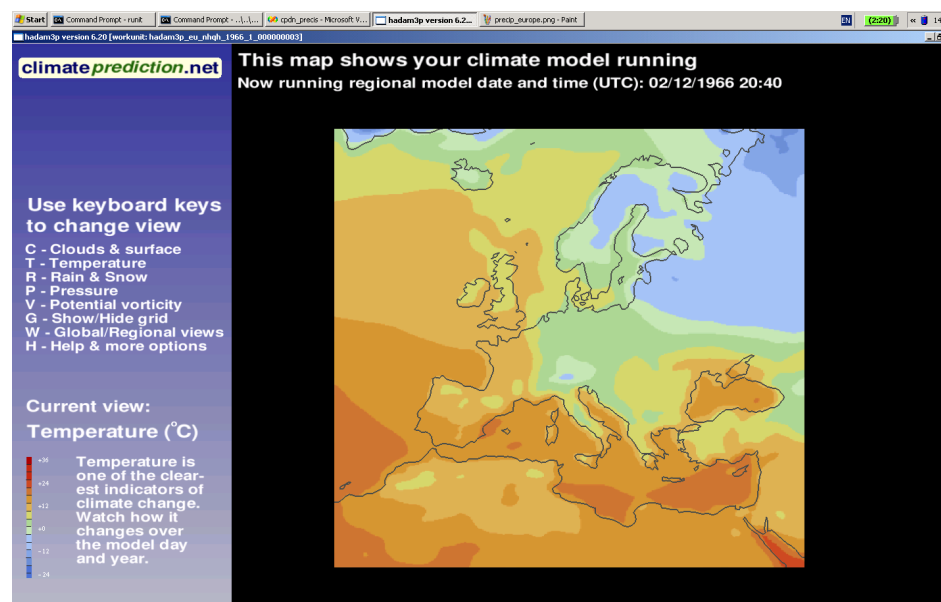 Start
Command Prompt - runit
Command Prompt - ..\..\...
cpdn_precis - Microsoft V...
hadam3p version 6.2...
precip_europe.png - Paint
EN
(2:20)
«
14
hadam3p version 6.20 [workunit: hadam3p_eu_nhqh_1966_1_000000003]
climateprediction.net
This map shows your climate model running
Now running regional model date and time (UTC): 02/12/1966 20:40
Use keyboard keys
to change view
C - Clouds & surface
T - Temperature
R - Rain & Snow
P - Pressure
V - Potential vorticity
G - Show/Hide grid
W - Global/Regional views
H - Help & more options
Current view:
Temperature (°C)
+36
+24
+12
+0
-12
-24
Temperature is
one of the clear-
est indicators of
climate change.
Watch how it
changes over
the model day
and year.